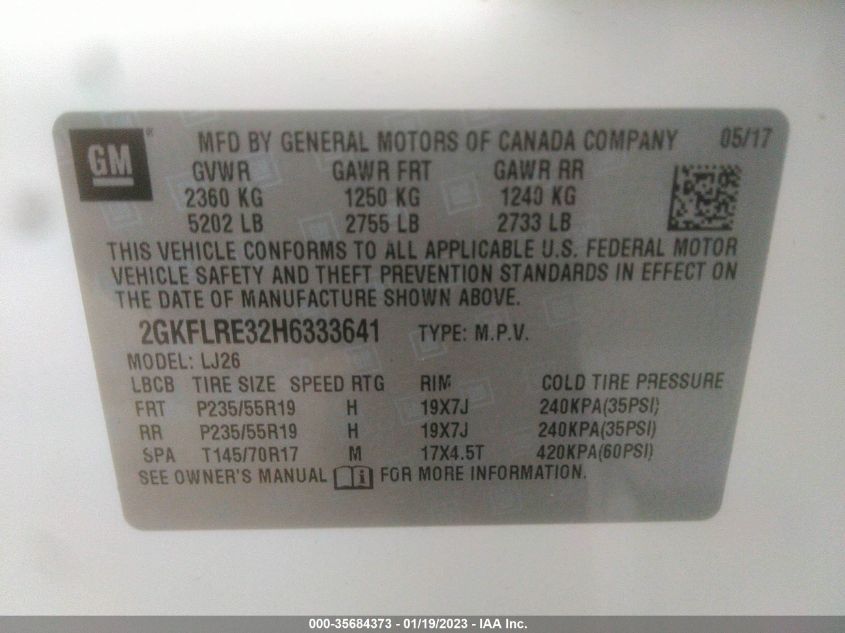 GM
MFD BY GENERAL MOTORS OF CANADA COMPANY 05/17
GVWR GAWR FRT GAWR RR
2360 KG 1250 KG 1240 KG
5202 LB 2755 LB 2733 LB
THIS VEHICLE CONFORMS TO ALL APPLICABLE U.S. FEDERAL MOTOR
VEHICLE SAFETY AND THEFT PREVENTION STANDARDS IN EFFECT ON
THE DATE OF MANUFACTURE SHOWN ABOVE.
2GKFLRE32H6333641 TYPE: M.P.V.
MODEL: LJ26
LBCB TIRE SIZE SPEED RTG RIM COLD TIRE PRESSURE
FRT P235/55R19 H 19X7J 240KPA(35PSI)
RR P235/55R19 H 19X7J 240KPA(35PSI)
SPA T145/70R17 M 17X4.5T 420KPA(60PSI)
SEE OWNER'S MANUAL FOR MORE INFORMATION.
000-35684373 - 01/19/2023 - IAA Inc.